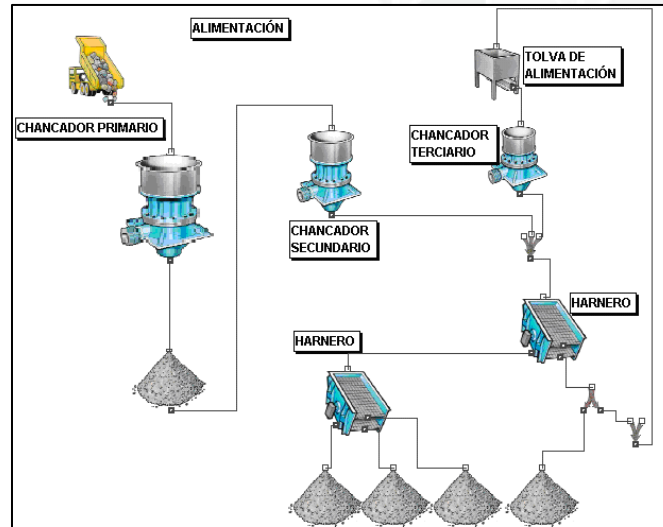 ALIMENTACIÓN
TOLVA DE
ALIMENTACIÓN
CHANCADOR PRIMARIO
CHANCADOR
TERCIARIO
CHANCADOR
SECUNDARIO
HARNERO
HARNERO